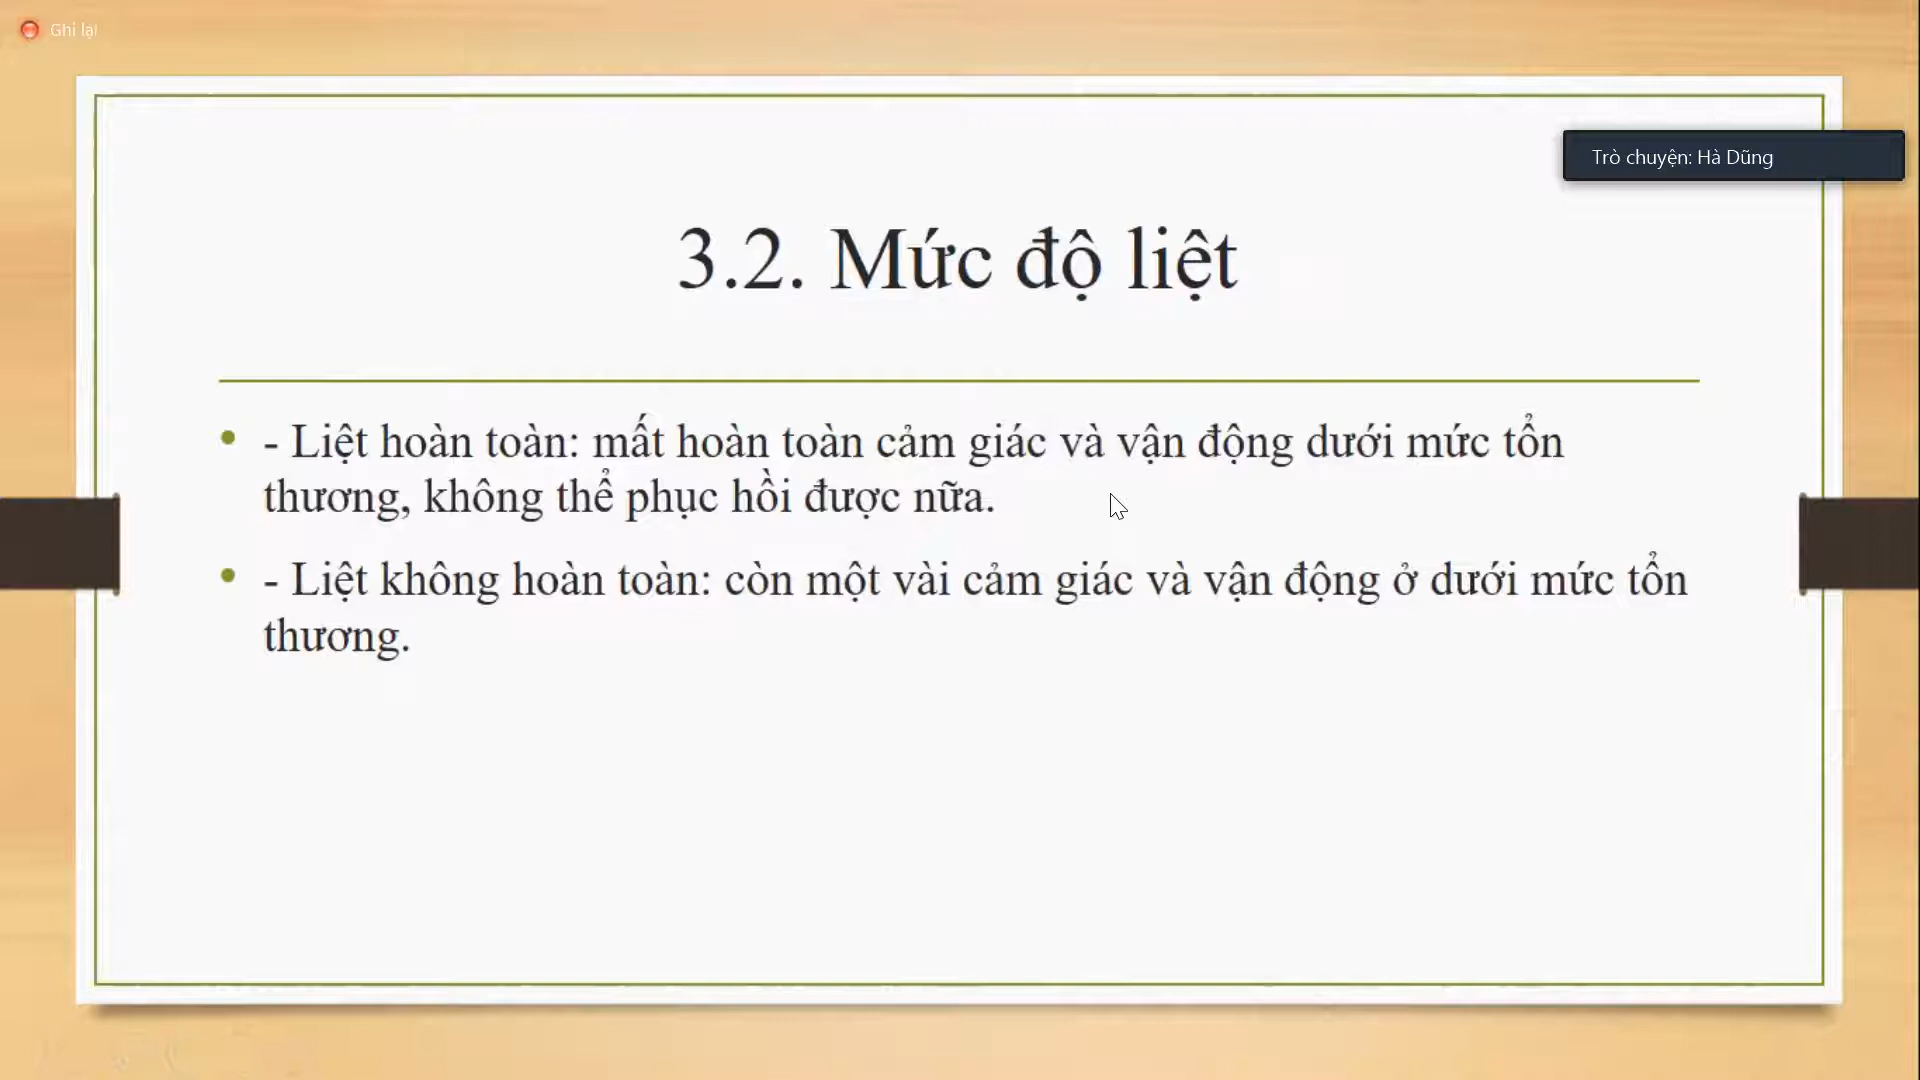 Ghi lại
Trò chuyện: Hà Dũng
3.2. Mức độ liệt
- Liệt hoàn toàn: mất hoàn toàn cảm giác và vận động dưới mức tổn
thương, không thể phục hồi được nữa.
- Liệt không hoàn toàn: còn một vài cảm giác và vận động ở dưới mức tổn
thương.